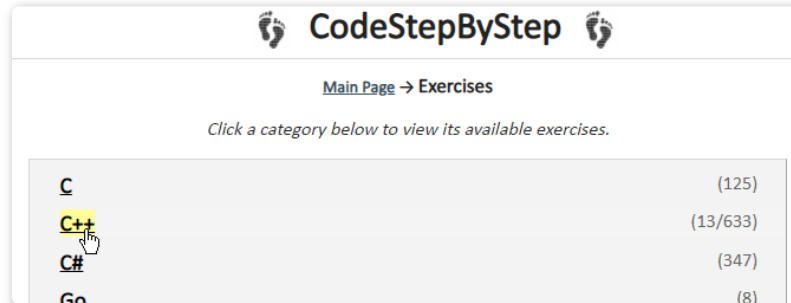 CodeStepByStep
Main Page → Exercises
Click a category below to view its available exercises.
C (125)
C++ (13/633)
C# (347)
Go (8)